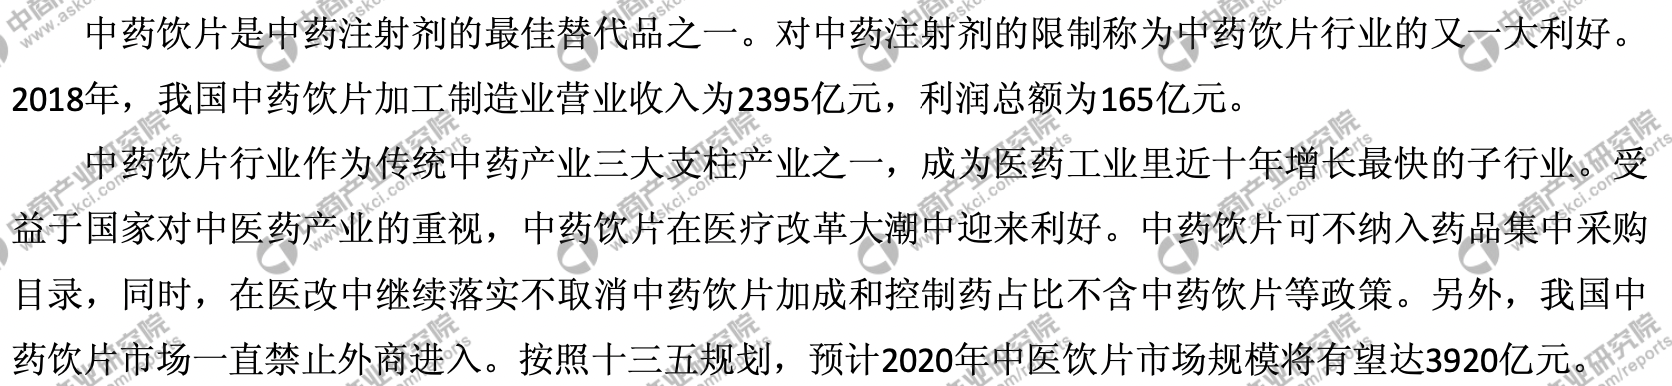 中药饮片是中药注射剂的最佳替代品之一。对中药注射剂的限制称为中药饮片行业的又一大利好。
2018年，我国中药饮片加工制造业营业收入为2395亿元，利润总额为165亿元。
中药饮片行业作为传统中药产业三大支柱产业之一，成为医药工业里近十年增长最快的子行业。受
益于国家对中医药产业的重视，中药饮片在医疗改革大潮中迎来利好。中药饮片可不纳入药品集中采购
目录，同时，在医改中继续落实不取消中药饮片加成和控制药占比不含中药饮片等政策。另外，我国中
药饮片市场一直禁止外商进入。按照十三五规划，预计2020年中医饮片市场规模将有望达3920亿元。
中商产业研究院
www.askci.com/reports